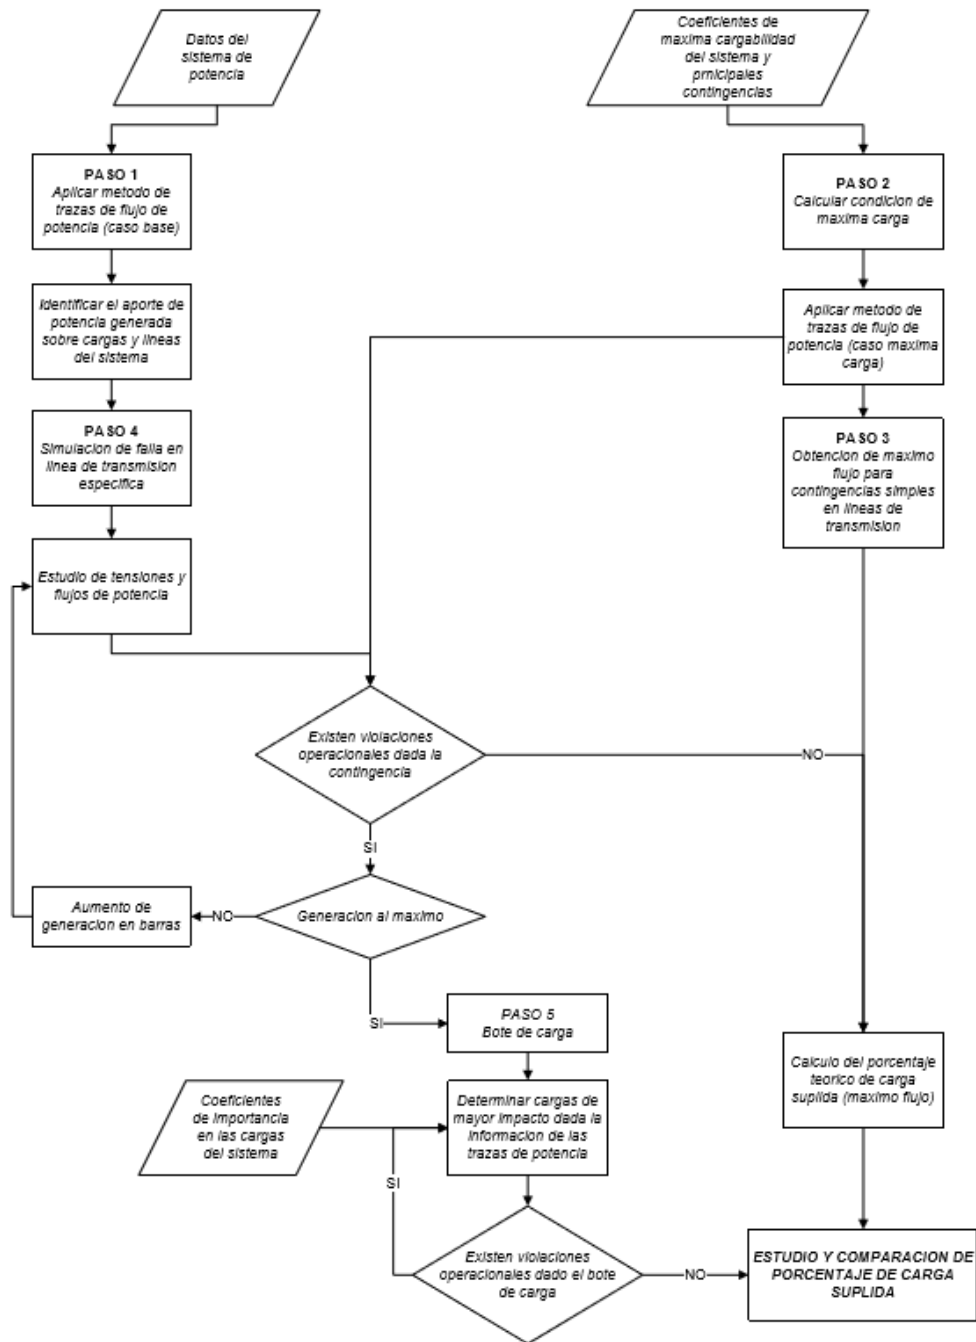 Datos del
sistema de
potencia
Coeficientes de
maxima cargabilidad
del sistema y
prnicipales
contingencias
PASO 1
Aplicar metodo de
trazas de flujo de
potencia (caso base)
PASO 2
Calcular condicion de
maxima carga
Identificar el aporte de
potencia generada
sobre cargas y lineas
del sistema
Aplicar metodo de
trazas de flujo de
potencia (caso maxima
carga)
PASO 4
Simulacion de falla en
linea de transmision
especifica
PASO 3
Obtencion de maximo
flujo para
contingencias simples
en lineas de
transmision
Estudio de tensiones y
flujos de potencia
Existen violaciones
operacionales dada la
contingencia
NO
SI
Generacion al maximo
NO
Aumento de
generacion en barras
SI
PASO 5
Bote de carga
Calculo del porcentaje
teorico de carga
suplida (maximo flujo)
Coeficientes
de importancia
en las cargas
del sistema
Determinar cargas de
mayor impacto dada la
informacion de las
trazas de potencia
SI
Existen violaciones
operacionales dado el bote
de carga
NO
ESTUDIO Y COMPARACION DE
PORCENTAJE DE CARGA
SUPLIDA